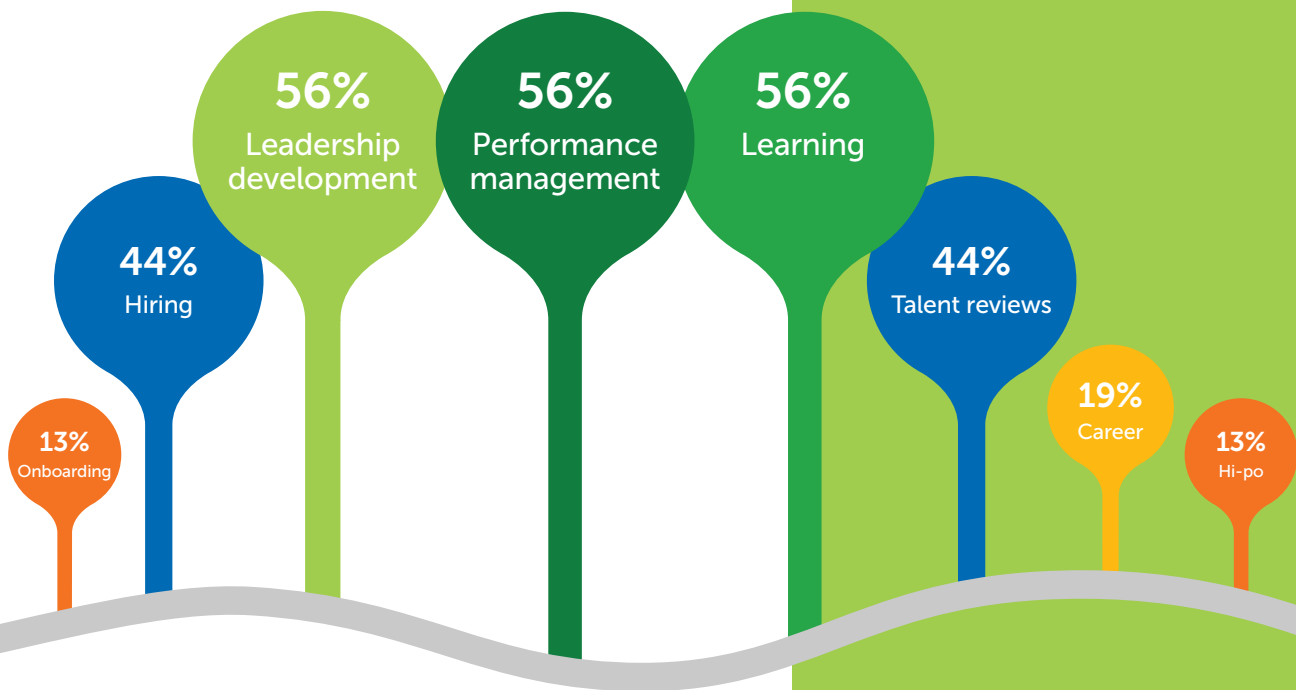 13%
Onboarding
44%
Hiring
56%
Leadership
development
56%
Performance
management
56%
Learning
44%
Talent reviews
19%
Career
13%
Hi-po